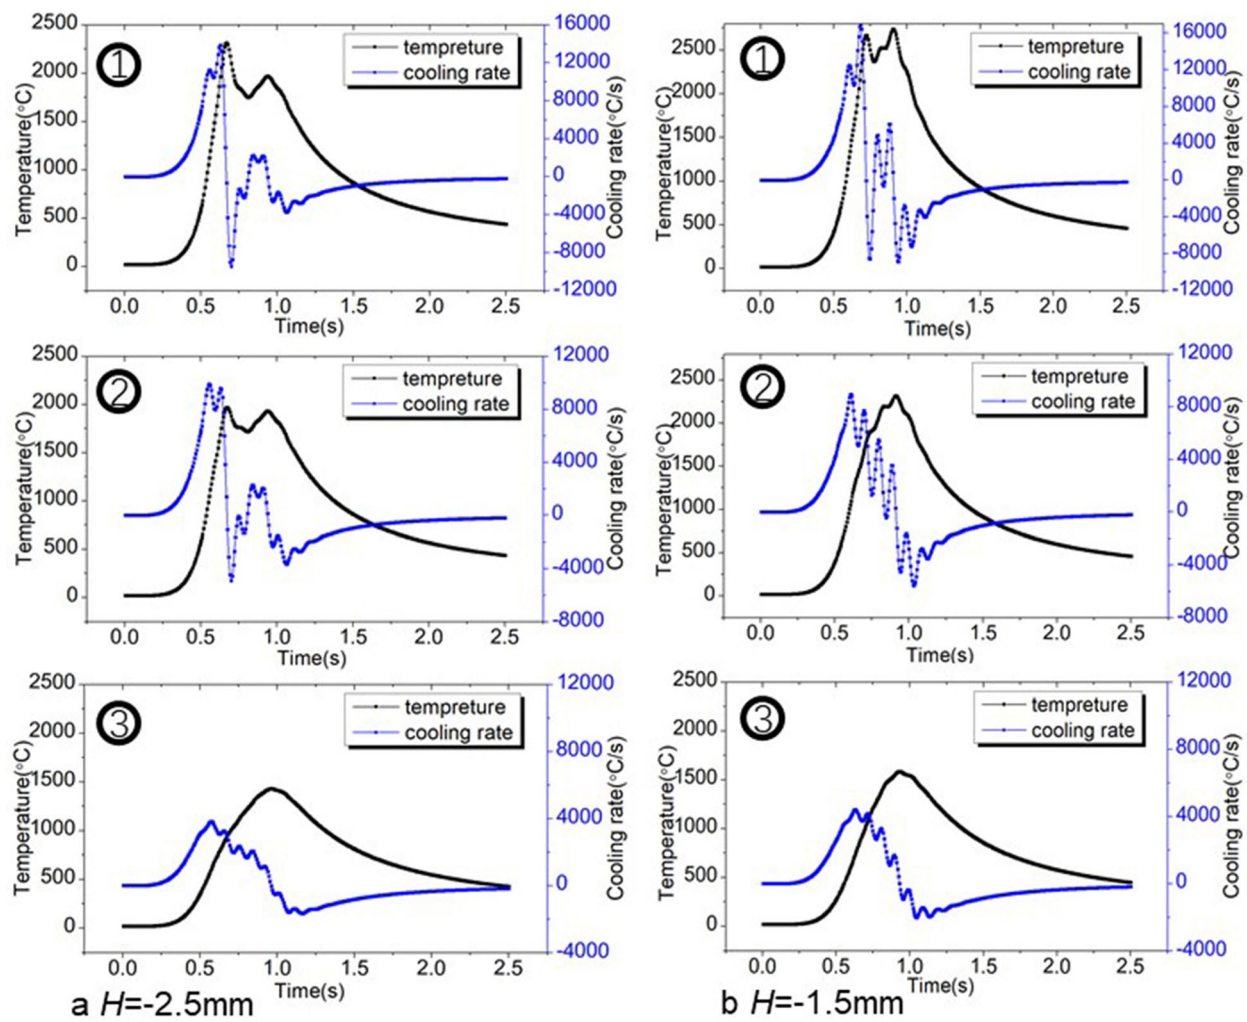 ①
Temperature(°C)
2500
2000
1500
1000
500
0
tempreture
cooling rate
16000
12000
8000
4000
0
-4000
-8000
-12000
Cooling rate(°C/s)
0.0 0.5 1.0 1.5 2.0 2.5
Time(s)
①
Temperature(°C)
2500
2000
1500
1000
500
0
tempreture
cooling rate
16000
12000
8000
4000
0
-4000
-8000
-12000
Cooling rate(°C/s)
0.0 0.5 1.0 1.5 2.0 2.5
Time(s)
②
Temperature(°C)
2500
2000
1500
1000
500
0
tempreture
cooling rate
12000
8000
4000
0
-4000
-8000
Cooling rate(°C/s)
0.0 0.5 1.0 1.5 2.0 2.5
Time(s)
②
Temperature(°C)
2500
2000
1500
1000
500
0
tempreture
cooling rate
12000
8000
4000
0
-4000
-8000
Cooling rate(°C/s)
0.0 0.5 1.0 1.5 2.0 2.5
Time(s)
③
Temperature(°C)
2500
2000
1500
1000
500
0
tempreture
cooling rate
12000
8000
4000
0
-4000
Cooling rate(°C/s)
0.0 0.5 1.0 1.5 2.0 2.5
Time(s)
a H=-2.5mm
③
Temperature(°C)
2500
2000
1500
1000
500
0
tempreture
cooling rate
12000
8000
4000
0
-4000
Cooling rate(°C/s)
0.0 0.5 1.0 1.5 2.0 2.5
Time(s)
b H=-1.5mm